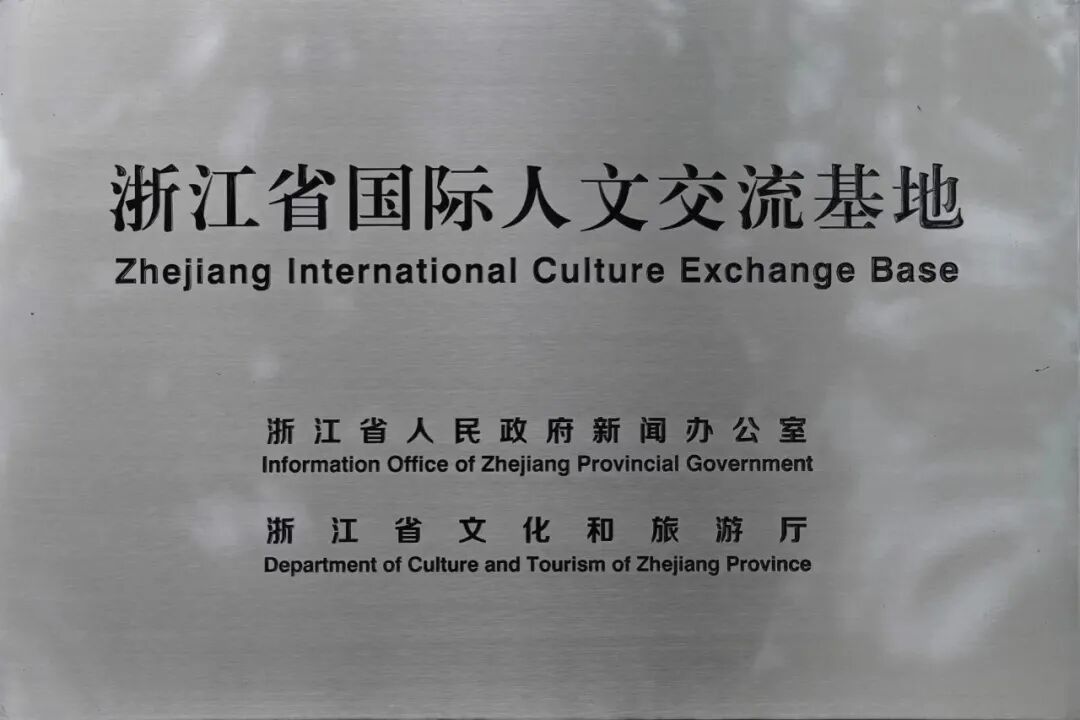 浙江省国际人文交流基地
Zhejiang International Culture Exchange Base
浙江省人民政府新闻办公室
Information Office of Zhejiang Provincial Government
浙江省文化和旅游厅
Department of Culture and Tourism of Zhejiang Province